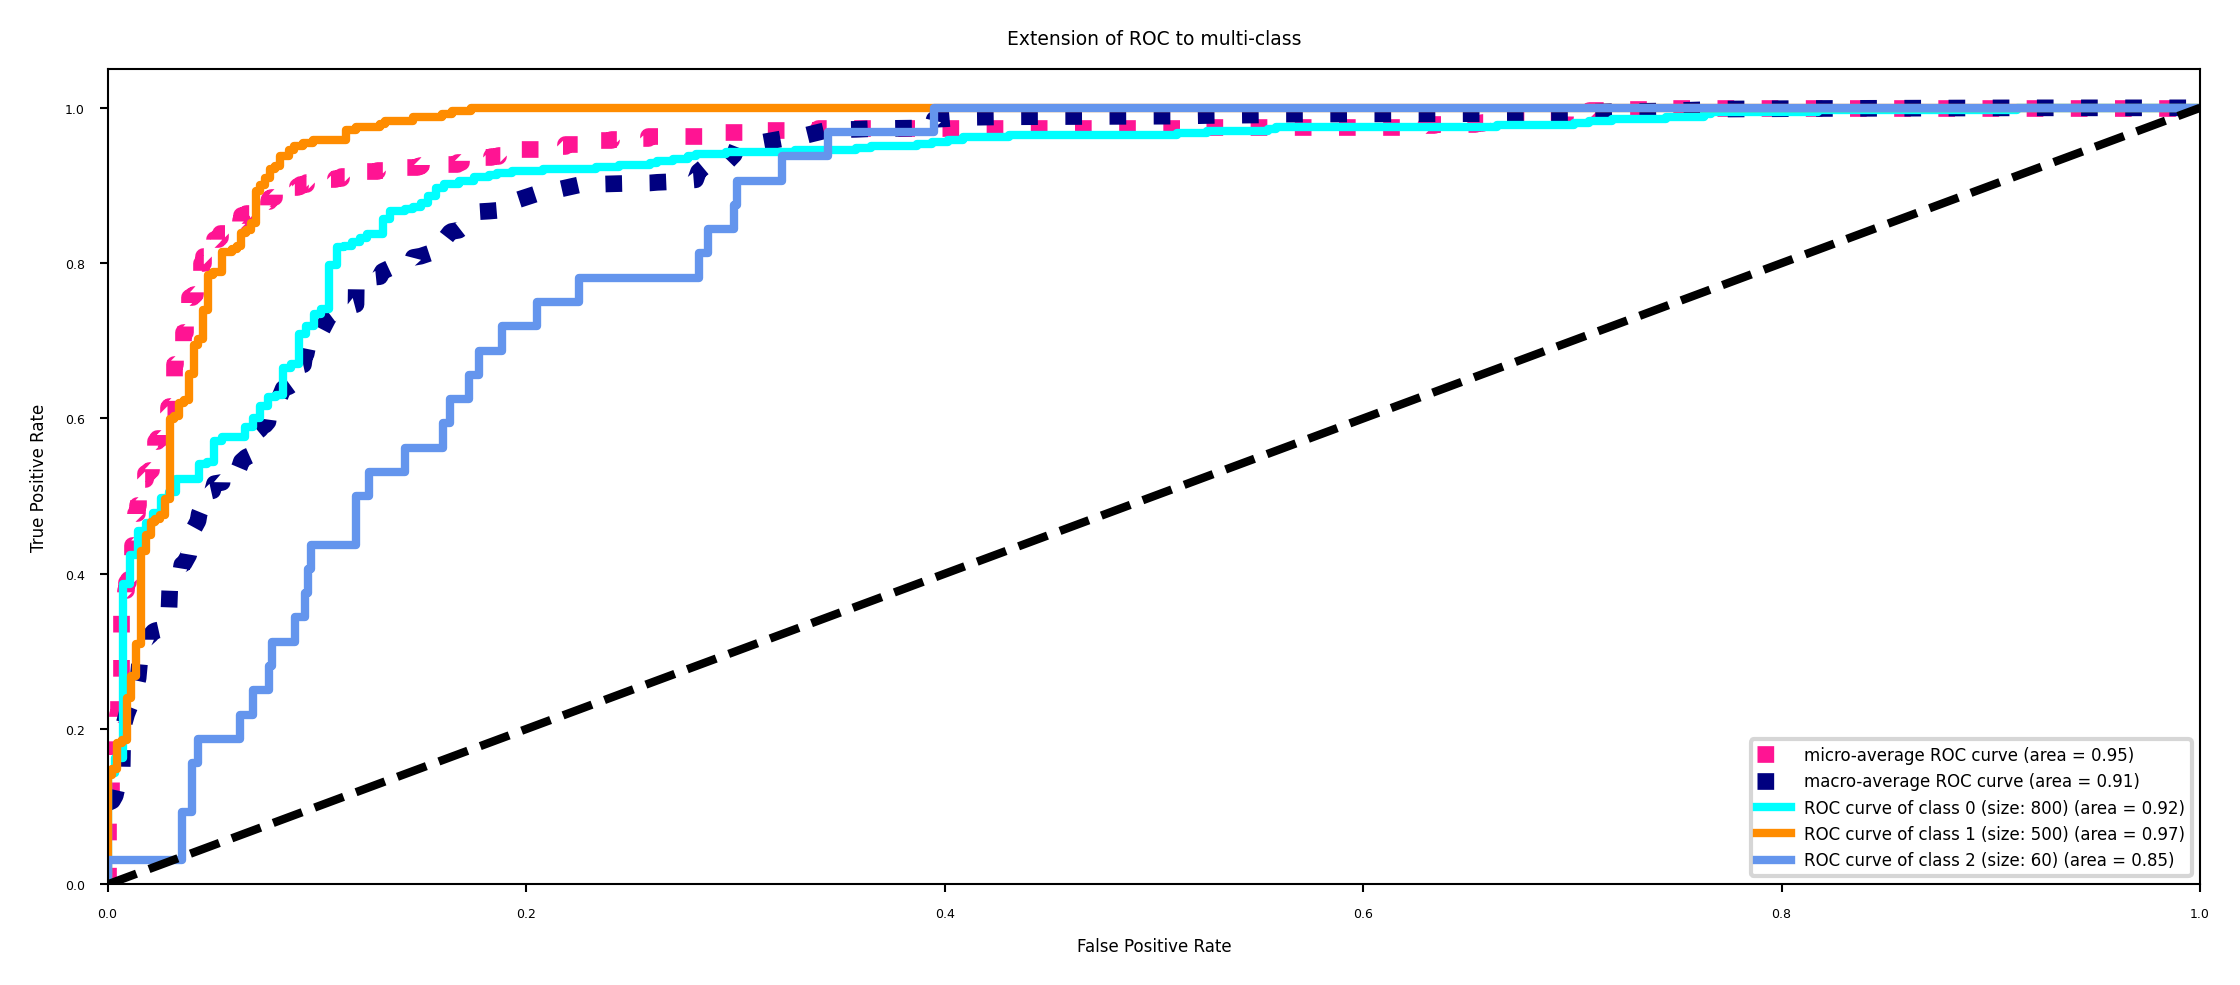 Extension of ROC to multi-class
True Positive Rate
1.0
0.8
0.6
0.4
0.2
0.0
0.0 0.2 0.4 0.6 0.8 1.0
False Positive Rate
micro-average ROC curve (area = 0.95)
macro-average ROC curve (area = 0.91)
ROC curve of class 0 (size: 800) (area = 0.92)
ROC curve of class 1 (size: 500) (area = 0.97)
ROC curve of class 2 (size: 60) (area = 0.85)